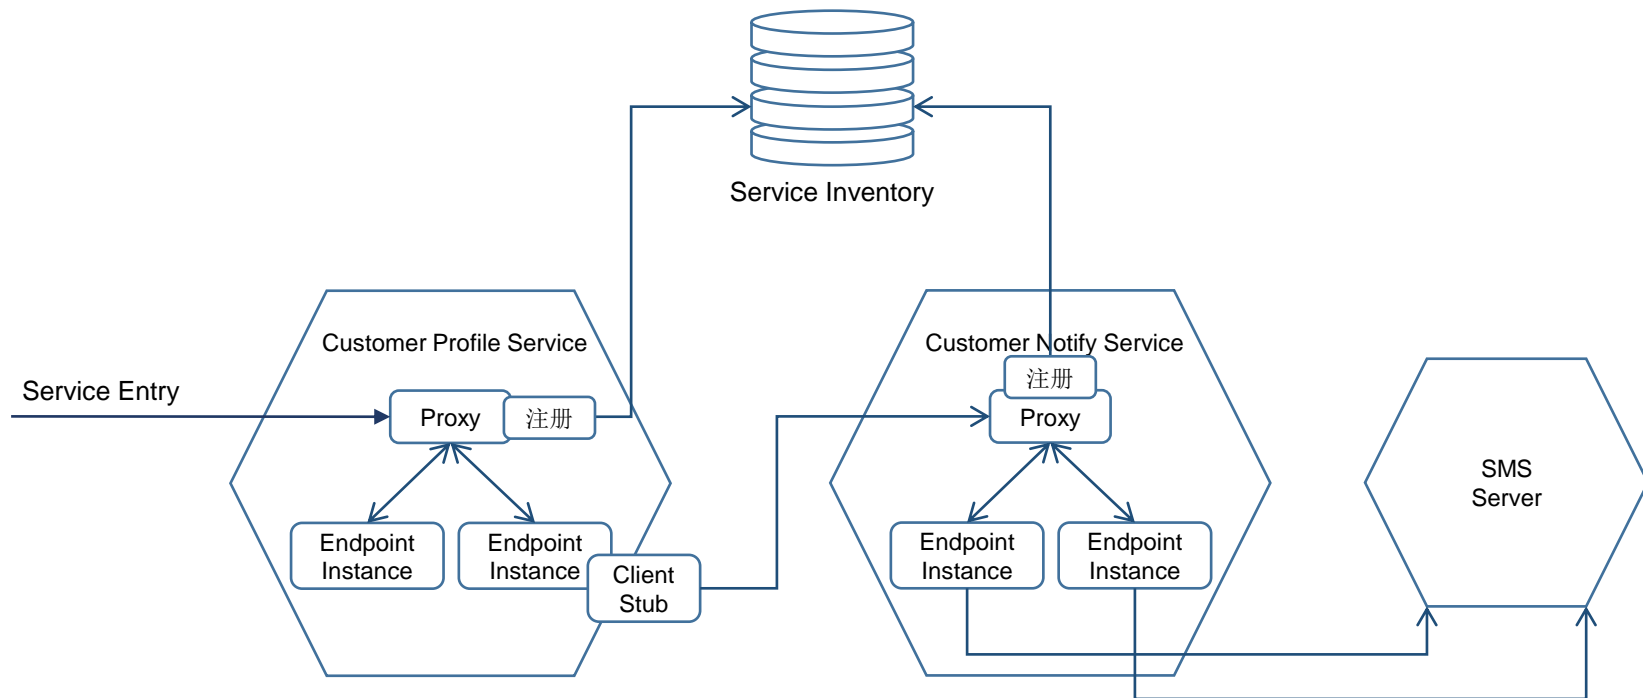 Service Inventory
Customer Profile Service
Customer Notify Service
Service Entry
Proxy
注册
注册
Proxy
SMS
Server
Endpoint
Instance
Endpoint
Instance
Client
Stub
Endpoint
Instance
Endpoint
Instance